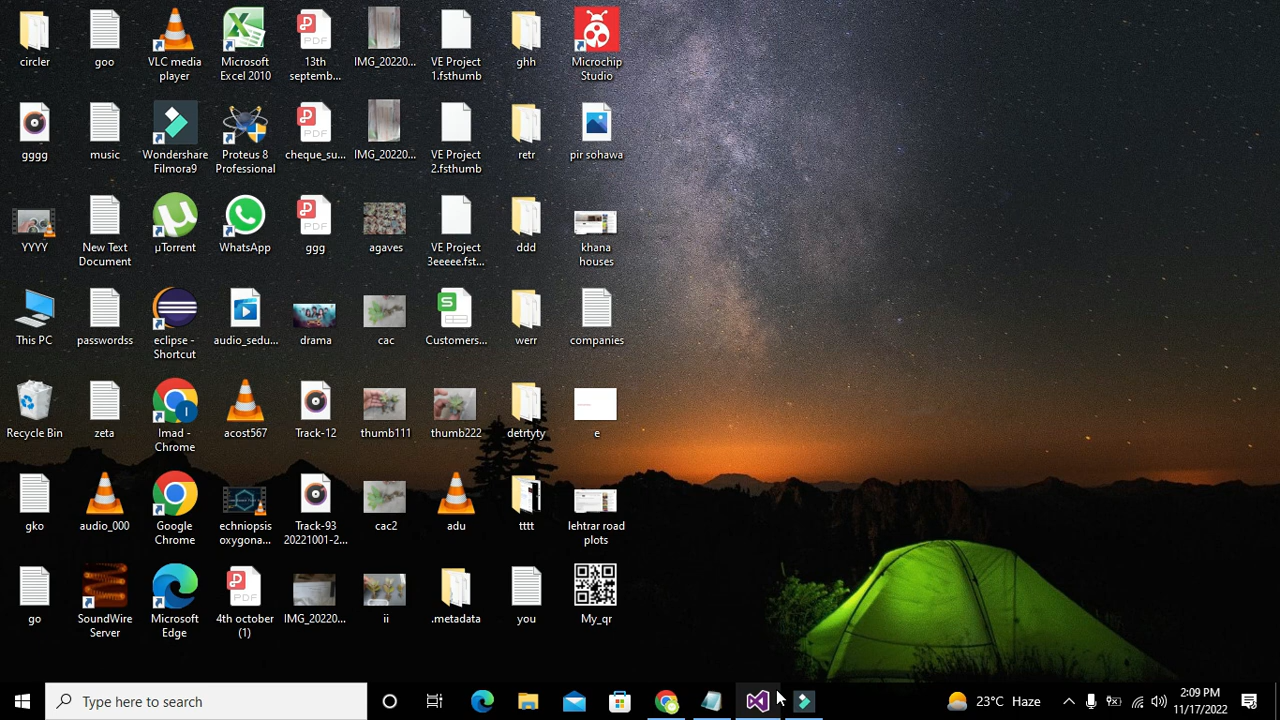 circler
goo
VLC media
player
Microsoft
Excel 2010
13th
septemb...
IMG_20220...
VE Project
1.fsthumb
ghh
Microchip
Studio
gggg
music
Wondershare
Filmora9
Proteus 8
Professional
cheque_su...
IMG_20220...
VE Project
2.fsthumb
retr
pir sohawa
YYYY
New Text
Document
µTorrent
WhatsApp
ggg
agaves
VE Project
3eeeee.fst...
ddd
khana
houses
This PC
passwordss
eclipse -
Shortcut
audio_sedu...
drama
cac
Customers...
werr
companies
Recycle Bin
zeta
Imad -
Chrome
acost567
Track-12
thumb111
thumb222
detrtyty
e
gko
audio_000
Google
Chrome
echniopsis
oxygona...
Track-93
20221001-2...
cac2
adu
tttt
lehtrar road
plots
go
SoundWire
Server
Microsoft
Edge
4th october
(1)
IMG_20220...
ii
.metadata
you
My_qr
Type here to search
23°C Haze
2:09 PM
11/17/2022